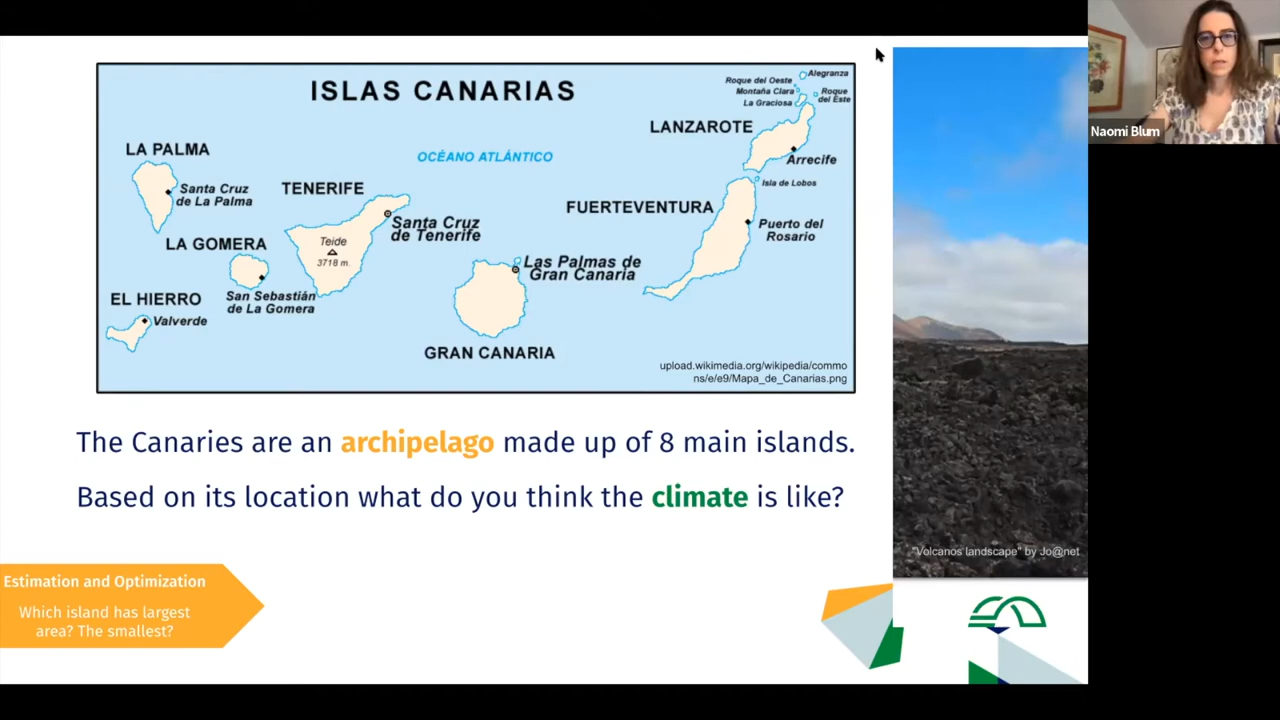 ISLAS CANARIAS
Roque del Oeste
Alegranza
Montaña Clara
Roque
del Este
La Graciosa
LANZAROTE
Arrecife
LA PALMA
OCÉANO ATLÁNTICO
Santa Cruz
de La Palma
TENERIFE
Isla de Lobos
FUERTEVENTURA
Santa Cruz
de Tenerife
Puerto del
Rosario
LA GOMERA
Teide
3718 m.
Las Palmas de
Gran Canaria
San Sebastián
de La Gomera
EL HIERRO
Valverde
GRAN CANARIA
upload.wikimedia.org/wikipedia/commo
ns/e/e9/Mapa_de_Canarias.png
The Canaries are an archipelago made up of 8 main islands.
Based on its location what do you think the climate is like?
"Volcanos landscape" by Jo@net
Estimation and Optimization
Which island has largest
area? The smallest?
Naomi Blum